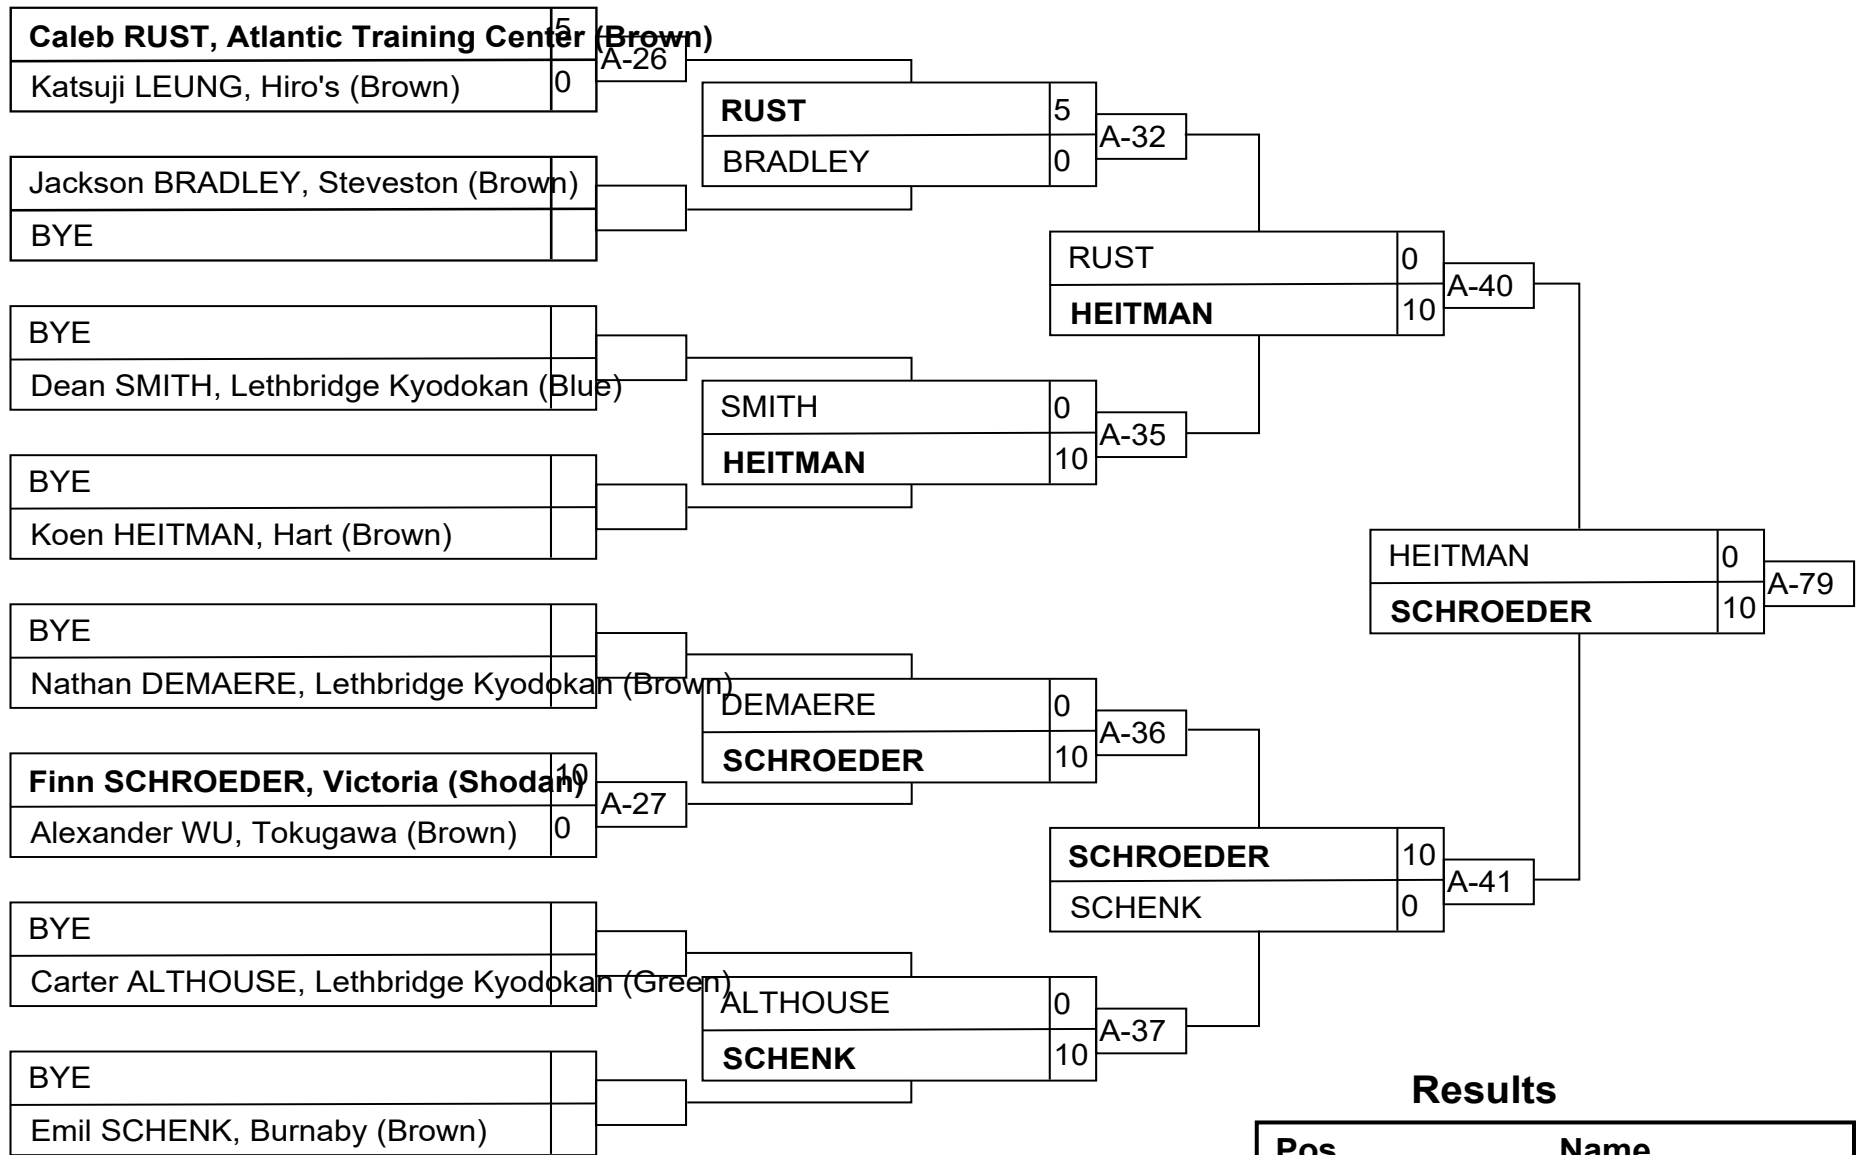 Caleb RUST, Atlantic Training Center (Brown) 5
Katsuji LEUNG, Hiro's (Brown) 0
A-26
Jackson BRADLEY, Steveston (Brown)
BYE
BYE
Dean SMITH, Lethbridge Kyodokan (Blue)
BYE
Koen HEITMAN, Hart (Brown)
BYE
Nathan DEMAERE, Lethbridge Kyodokan (Brown)
Finn SCHROEDER, Victoria (Shodan) 10
Alexander WU, Tokugawa (Brown) 0
A-27
BYE
Carter ALTHOUSE, Lethbridge Kyodokan (Green)
BYE
Emil SCHENK, Burnaby (Brown)
RUST 5
BRADLEY 0
A-32
SMITH 0
HEITMAN 10
A-35
DEMAERE 0
SCHROEDER 10
A-36
ALTHOUSE 0
SCHENK 10
A-37
RUST 0
HEITMAN 10
A-40
SCHROEDER 10
SCHENK 0
A-41
HEITMAN 0
SCHROEDER 10
A-79
Results
Pos Name